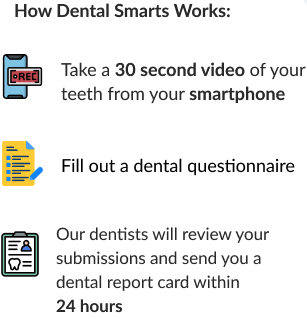 How Dental Smarts Works:
REC
Take a 30 second video of your
teeth from your smartphone
Fill out a dental questionnaire
Our dentists will review your
submissions and send you a
dental report card within
24 hours